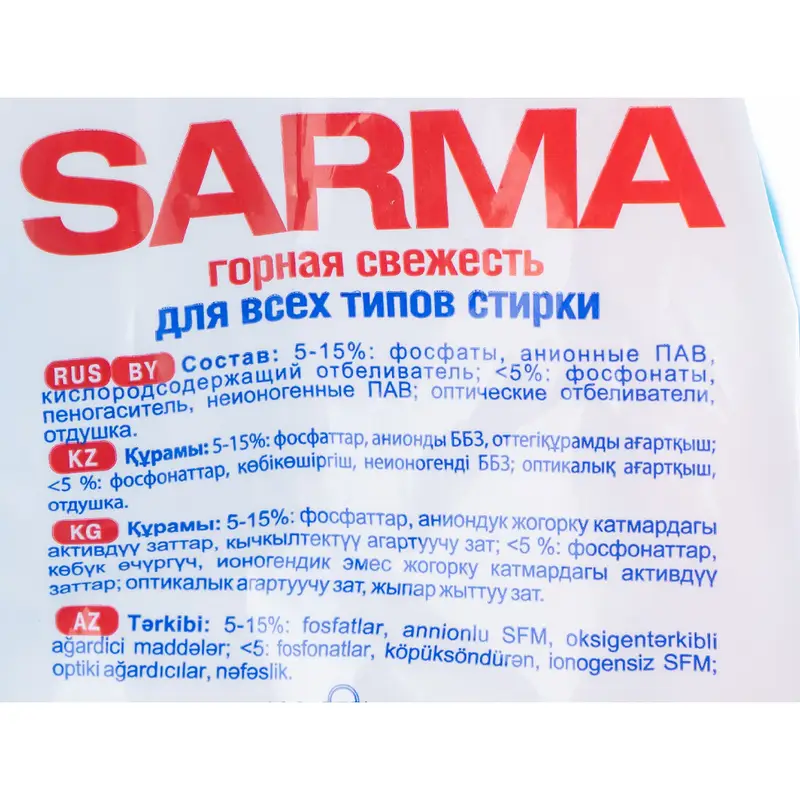 SARMA
горная свежесть
для всех типов стирки
RUS BY Состав: 5-15%: фосфаты, анионные ПАВ,
кислородсодержащий отбеливатель; <5%: фосфонаты,
пеногаситель, неионогенные ПАВ; оптические отбеливатели,
отдушка.
KZ Құрамы: 5-15%: фосфаттар, анионды ББЗ, оттегіқұрамды ағартқыш;
<5 %: фосфонаттар, көбікөшіргіш, неионогенді ББЗ; оптикалық ағартқыш,
отдушка.
KG Құрамы: 5-15%: фосфаттар, аниондук жогорку катмардагы
активдүү заттар, кычкылтектүү агартуучу зат; <5 %: фосфонаттар,
көбүк өчүргүч, ионогендик эмес жогорку катмардагы активдүү
заттар; оптикалык агартуучу зат, жыпар жыттуу зат.
AZ Tərkibi: 5-15%: fosfatlar, annionlu SFM, oksigentərkibli
ağardici maddələr; <5: fosfonatlar, köpüksöndürən, ionogensiz SFM;
optiki ağardıcılar, nəfəslik.